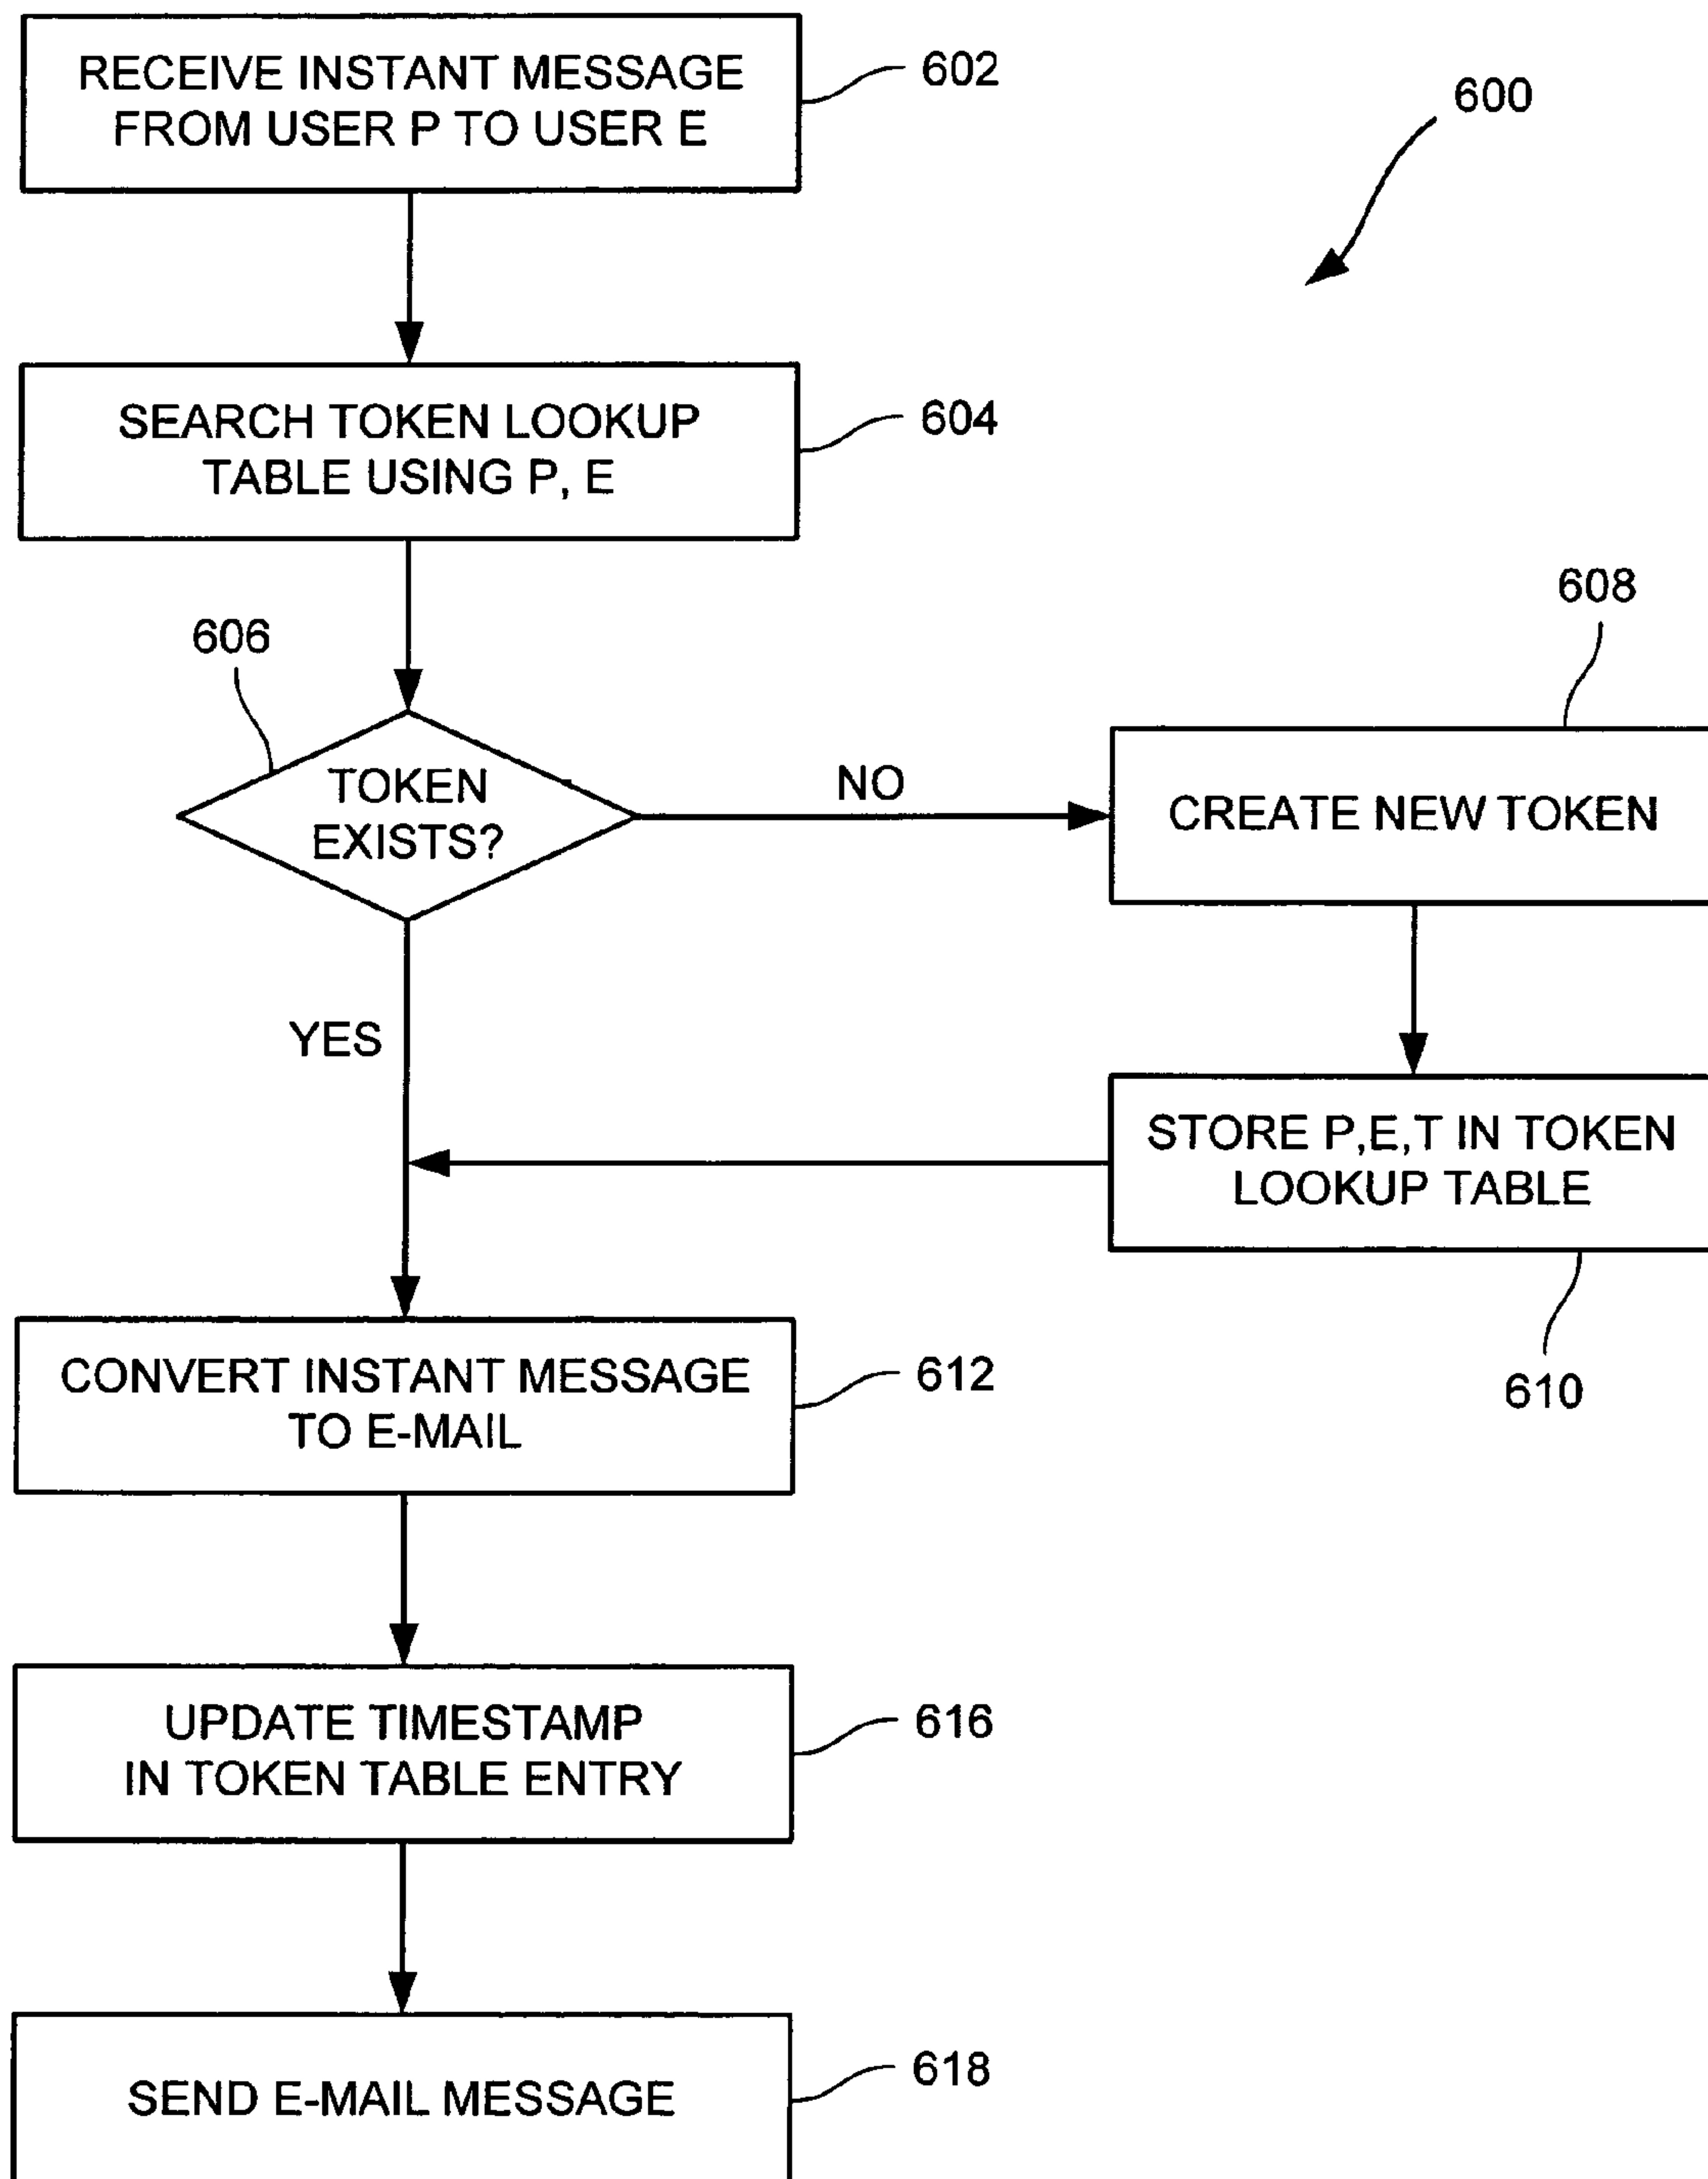 RECEIVE INSTANT MESSAGE
FROM USER P TO USER E
602
600
SEARCH TOKEN LOOKUP
TABLE USING P, E
604
606
608
TOKEN
EXISTS?
NO
CREATE NEW TOKEN
YES
STORE P,E,T IN TOKEN
LOOKUP TABLE
610
CONVERT INSTANT MESSAGE
TO E-MAIL
612
UPDATE TIMESTAMP
IN TOKEN TABLE ENTRY
616
SEND E-MAIL MESSAGE
618